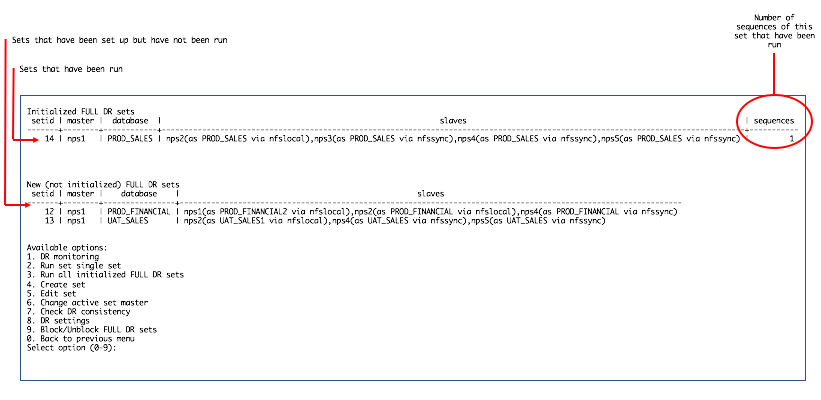 Number of
sequences of this
set that have been
run
Sets that have been set up but have not been run
Sets that have been run
Initialized FULL DR sets
setid | master | database | slaves | sequences
14 | nps1 | PROD_SALES | nps2(as PROD_SALES via nfslocal),nps3(as PROD_SALES via nfssync),nps4(as PROD_SALES via nfssync),nps5(as PROD_SALES via nfssync) | 1
New (not initialized) FULL DR sets
setid | master | database | slaves
12 | nps1 | PROD_FINANCIAL | nps1(as PROD_FINANCIAL2 via nfslocal),nps2(as PROD_FINANCIAL via nfslocal),nps4(as PROD_FINANCIAL via nfssync)
13 | nps1 | UAT_SALES | nps2(as UAT_SALES1 via nfslocal),nps4(as UAT_SALES via nfssync),nps5(as UAT_SALES via nfssync)
Available options:
1. DR monitoring
2. Run set single set
3. Run all initialized FULL DR sets
4. Create set
5. Edit set
6. Change active set master
7. Check DR consistency
8. DR settings
9. Block/Unblock FULL DR sets
0. Back to previous menu
Select option (0-9):